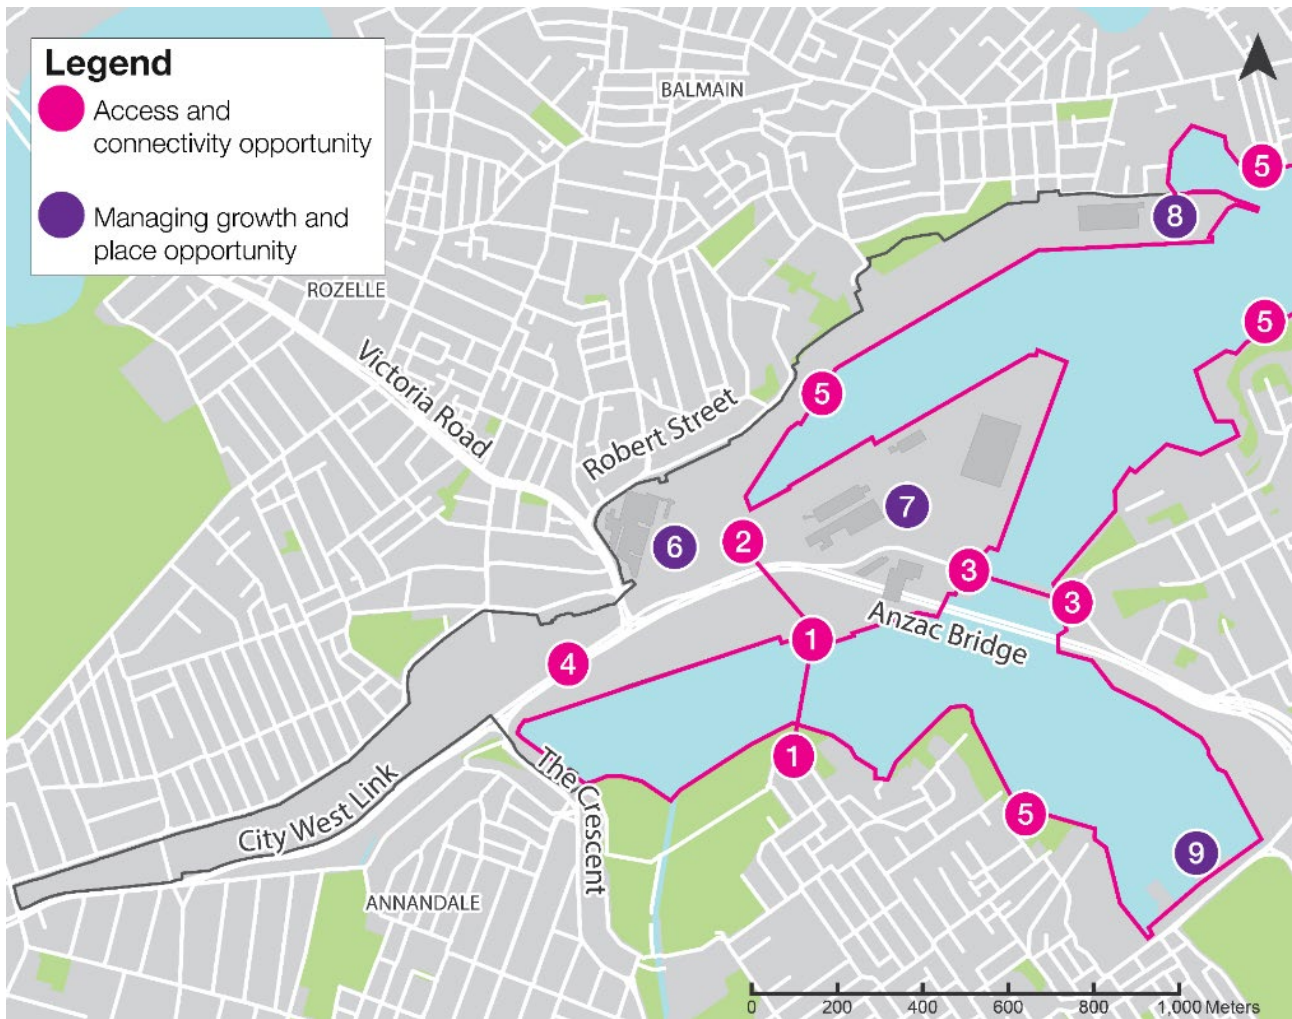 Legend
Access and
connectivity opportunity
Managing growth and
place opportunity
BALMAIN
5
8
ROZELLE
5
Victoria Road
5
Robert Street
7
6
2
3
3
Anzac Bridge
1
4
1
The Crescent
City West Link
5
9
ANNANDALE
0 200 400 600 800 1,000 Meters